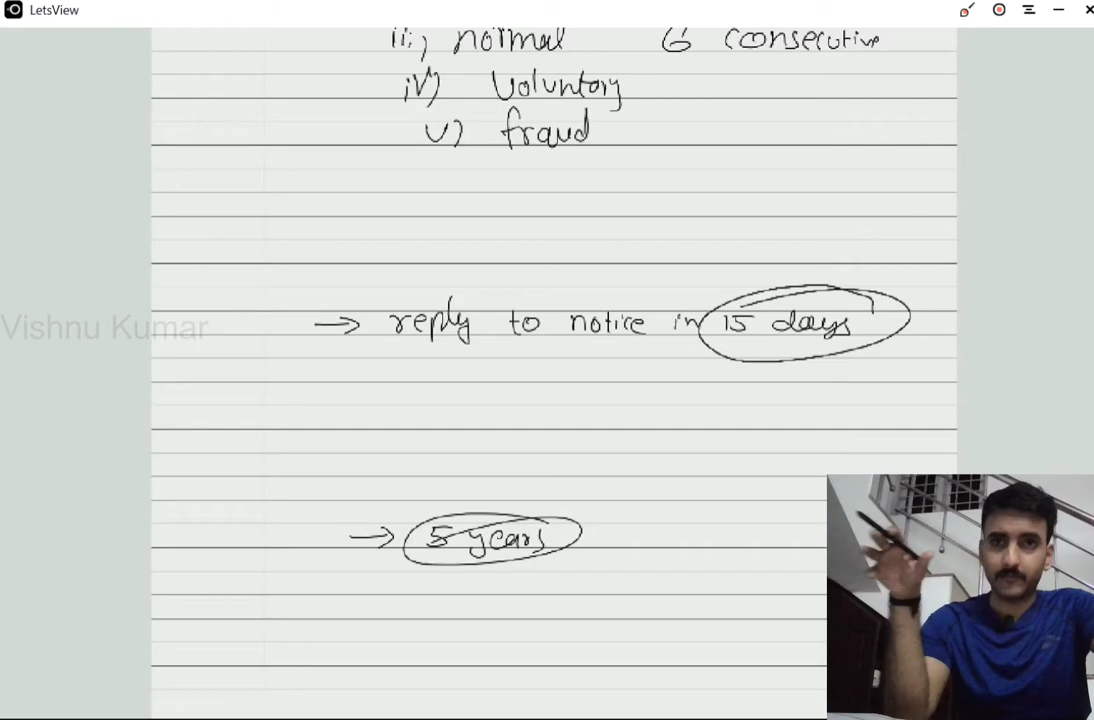 LetsView
iii) normal 6 consecutive
iv) voluntory
v) fraud
→ reply to notice in 15 days
Vishnu Kumar
→ 5 years